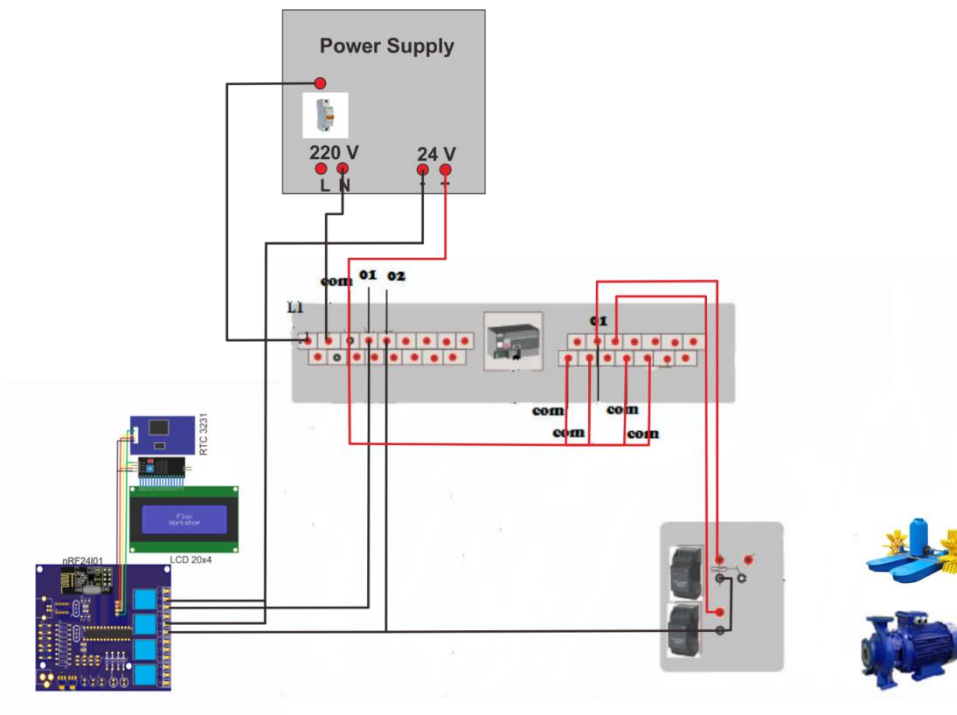 Power Supply
220 V
24 V
L N
- +
com
01
02
L1
01
com
com
com
com
RTC 3231
Flux
Workshop
LCD 20x4
nRF24l01